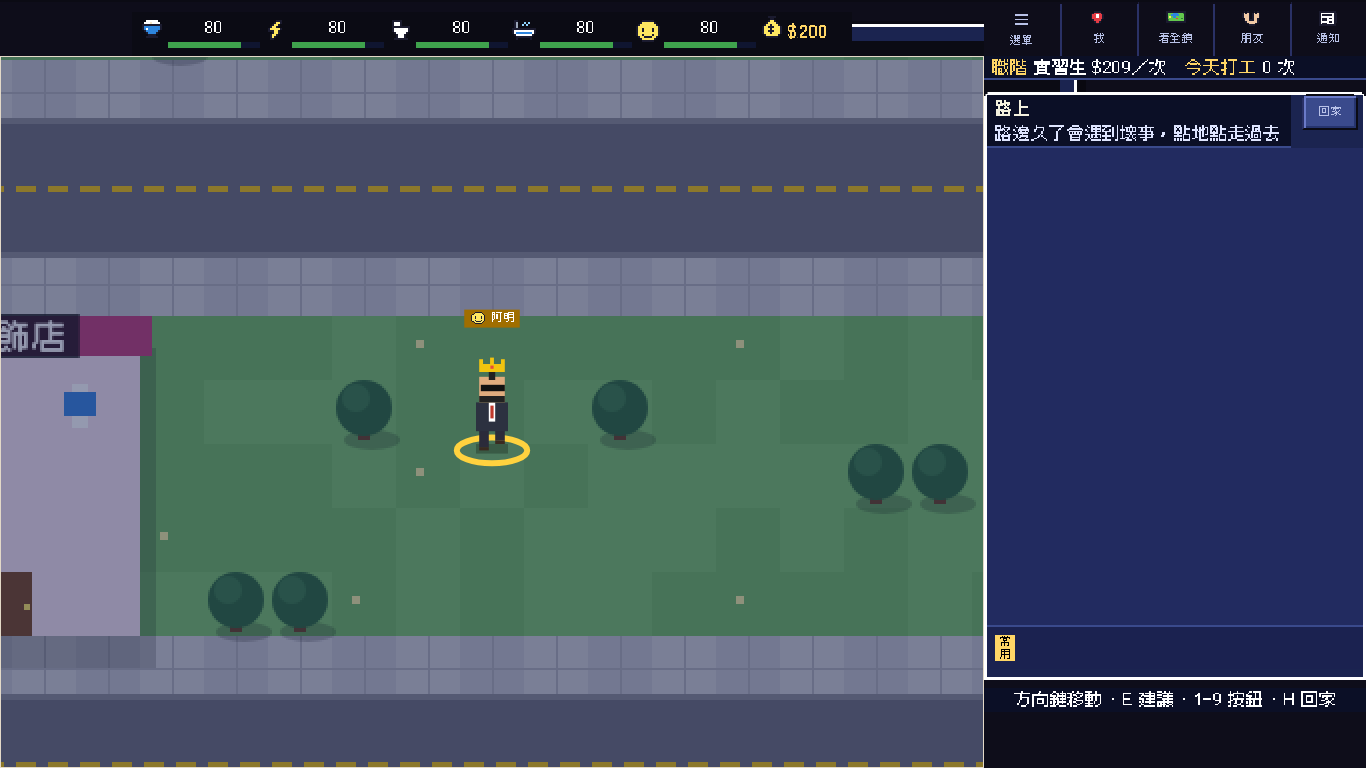 80 80 80 80 80 $200
選單 我 看全鎮 朋友 通知
職階 實習生 $209/次 今天打工 0 次
路上
回家
路邊久了會遇到壞事，點地點走過去
阿明
飾店
常用
方向鍵移動 · E 建議 · 1-9 按鈕 · H 回家